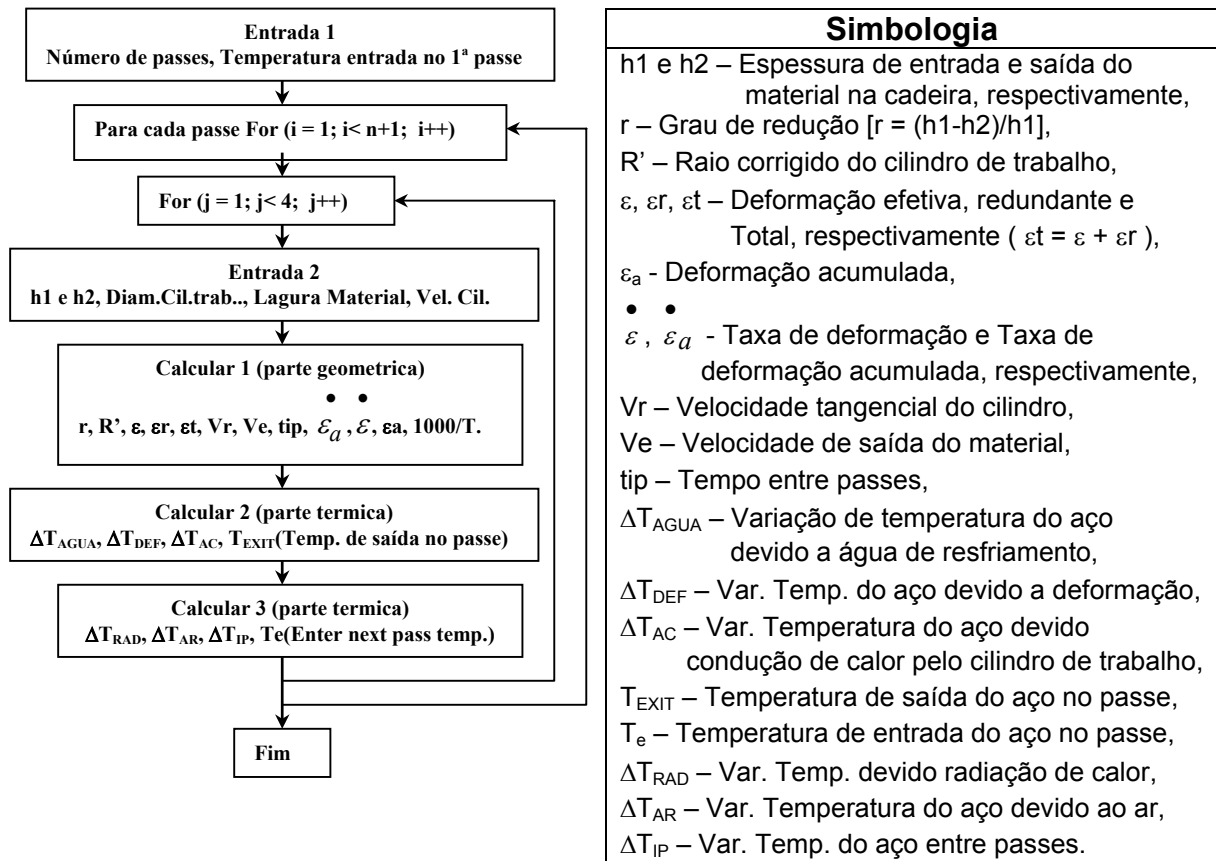 Entrada 1
Número de passes, Temperatura entrada no 1ª passe
Para cada passe For (i = 1; i< n+1; i++)
For (j = 1; j< 4; j++)
Entrada 2
h1 e h2, Diam.Cil.trab.., Lagura Material, Vel. Cil.
Calcular 1 (parte geometrica)
r, R’, ε, εr, εt, Vr, Ve, tip, ε̇a , ε̇, εa, 1000/T.
Calcular 2 (parte termica)
ΔTAGUA, ΔTDEF, ΔTAC, TEXIT(Temp. de saída no passe)
Calcular 3 (parte termica)
ΔTRAD, ΔTAR, ΔTIP, Te(Enter next pass temp.)
Fim
Simbologia
h1 e h2 – Espessura de entrada e saída do
material na cadeira, respectivamente,
r – Grau de redução [r = (h1-h2)/h1],
R’ – Raio corrigido do cilindro de trabalho,
ε, εr, εt – Deformação efetiva, redundante e
Total, respectivamente ( εt = ε + εr ),
εa - Deformação acumulada,
ε̇ , ε̇a - Taxa de deformação e Taxa de
deformação acumulada, respectivamente,
Vr – Velocidade tangencial do cilindro,
Ve – Velocidade de saída do material,
tip – Tempo entre passes,
ΔTAGUA – Variação de temperatura do aço
devido a água de resfriamento,
ΔTDEF – Var. Temp. do aço devido a deformação,
ΔTAC – Var. Temperatura do aço devido
condução de calor pelo cilindro de trabalho,
TEXIT – Temperatura de saída do aço no passe,
Te – Temperatura de entrada do aço no passe,
ΔTRAD – Var. Temp. devido radiação de calor,
ΔTAR – Var. Temperatura do aço devido ao ar,
ΔTIP – Var. Temp. do aço entre passes.